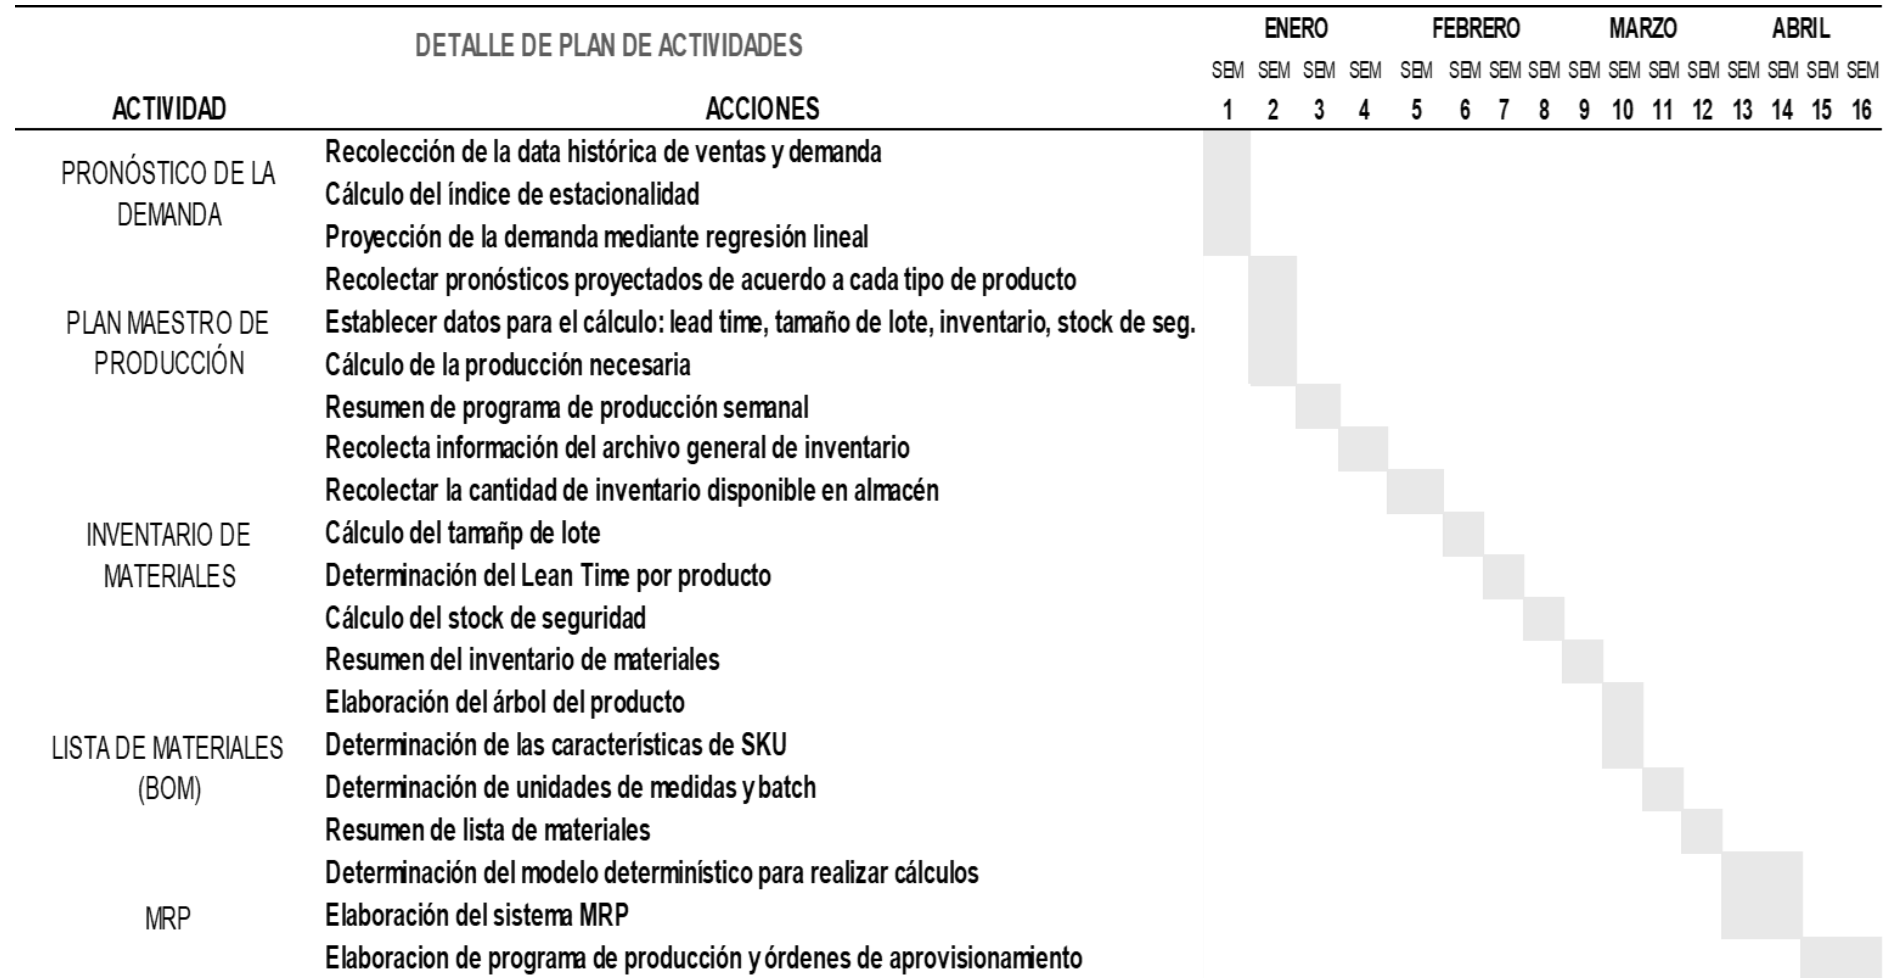 DETALLE DE PLAN DE ACTIVIDADES
ENERO FEBRERO MARZO ABRIL
SEM SEM SEM SEM SEM SEM SEM SEM SEM SEM SEM SEM SEM SEM SEM SEM
ACTIVIDAD ACCIONES 1 2 3 4 5 6 7 8 9 10 11 12 13 14 15 16
PRONÓSTICO DE LA
DEMANDA
Recolección de la data histórica de ventas y demanda
Cálculo del índice de estacionalidad
Proyección de la demanda mediante regresión lineal
PLAN MAESTRO DE
PRODUCCIÓN
Recolectar pronósticos proyectados de acuerdo a cada tipo de producto
Establecer datos para el cálculo: lead time, tamaño de lote, inventario, stock de seg.
Cálculo de la producción necesaria
Resumen de programa de producción semanal
INVENTARIO DE
MATERIALES
Recolecta información del archivo general de inventario
Recolectar la cantidad de inventario disponible en almacén
Cálculo del tamañp de lote
Determinación del Lean Time por producto
Cálculo del stock de seguridad
Resumen del inventario de materiales
LISTA DE MATERIALES
(BOM)
Elaboración del árbol del producto
Determinación de las características de SKU
Determinación de unidades de medidas y batch
Resumen de lista de materiales
MRP
Determinación del modelo determinístico para realizar cálculos
Elaboración del sistema MRP
Elaboracion de programa de producción y órdenes de aprovisionamiento